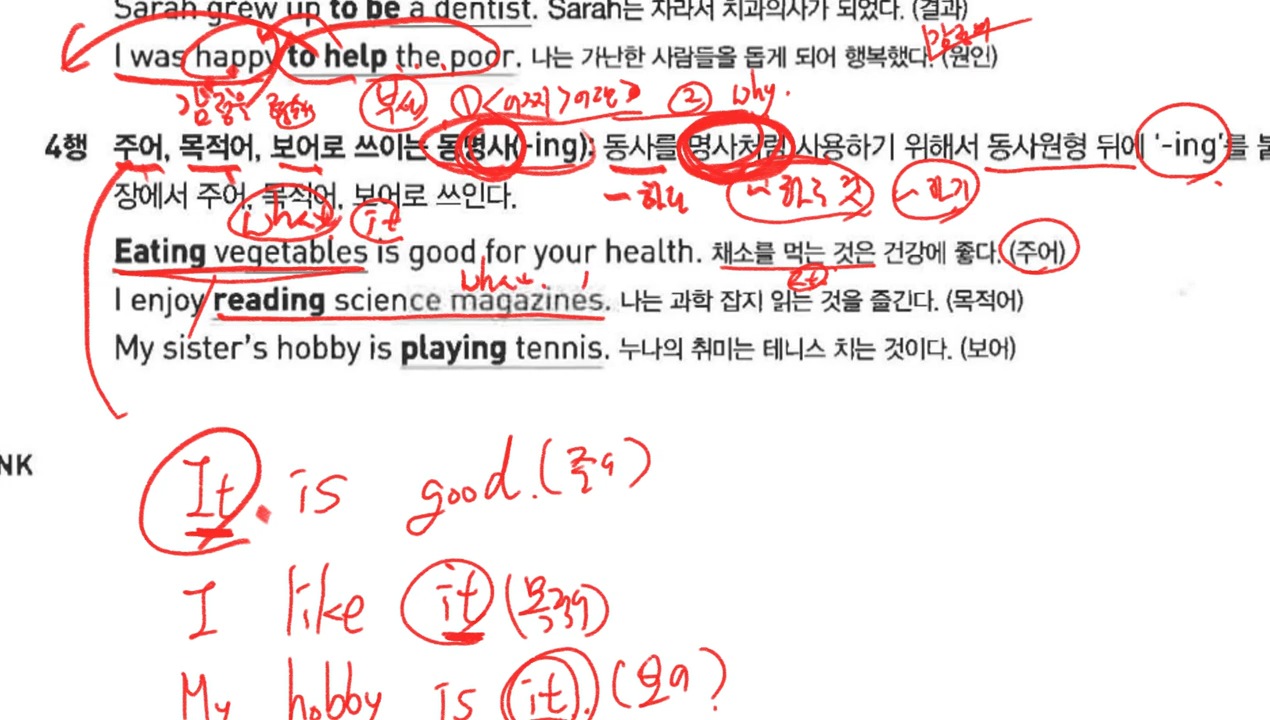 Sarah grew up to be a dentist. Sarah는 자라서 치과의사가 되었다. (결과)
I was happy to help the poor. 나는 가난한 사람들을 돕게 되어 행복했다. (원인)
부사 ① ② why.
4행 주어, 목적어, 보어로 쓰이는 동명사(-ing): 동사를 명사처럼 사용하기 위해서 동사원형 뒤에 '-ing'를 붙
장에서 주어, 목적어, 보어로 쓰인다.
~하다 ~하는 것 ~하기
what it
Eating vegetables is good for your health. 채소를 먹는 것은 건강에 좋다. (주어)
what
I enjoy reading science magazines. 나는 과학 잡지 읽는 것을 즐긴다. (목적어)
My sister's hobby is playing tennis. 누나의 취미는 테니스 치는 것이다. (보어)
NK
It is good. (주어)
I like it (목적어)
My hobby is it. (보어)